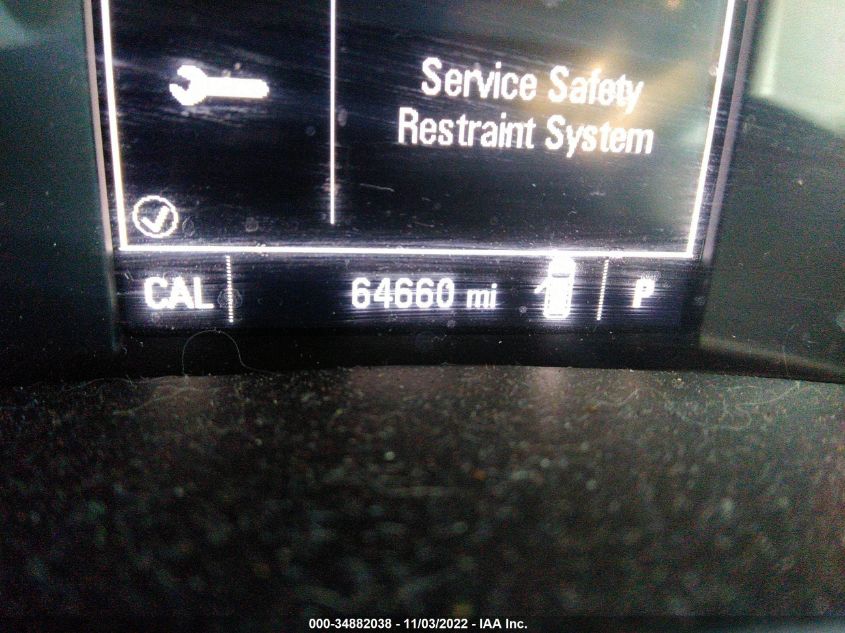 Service Safety
Restraint System
CAL 64660 mi P
000-34882038 - 11/03/2022 - IAA Inc.